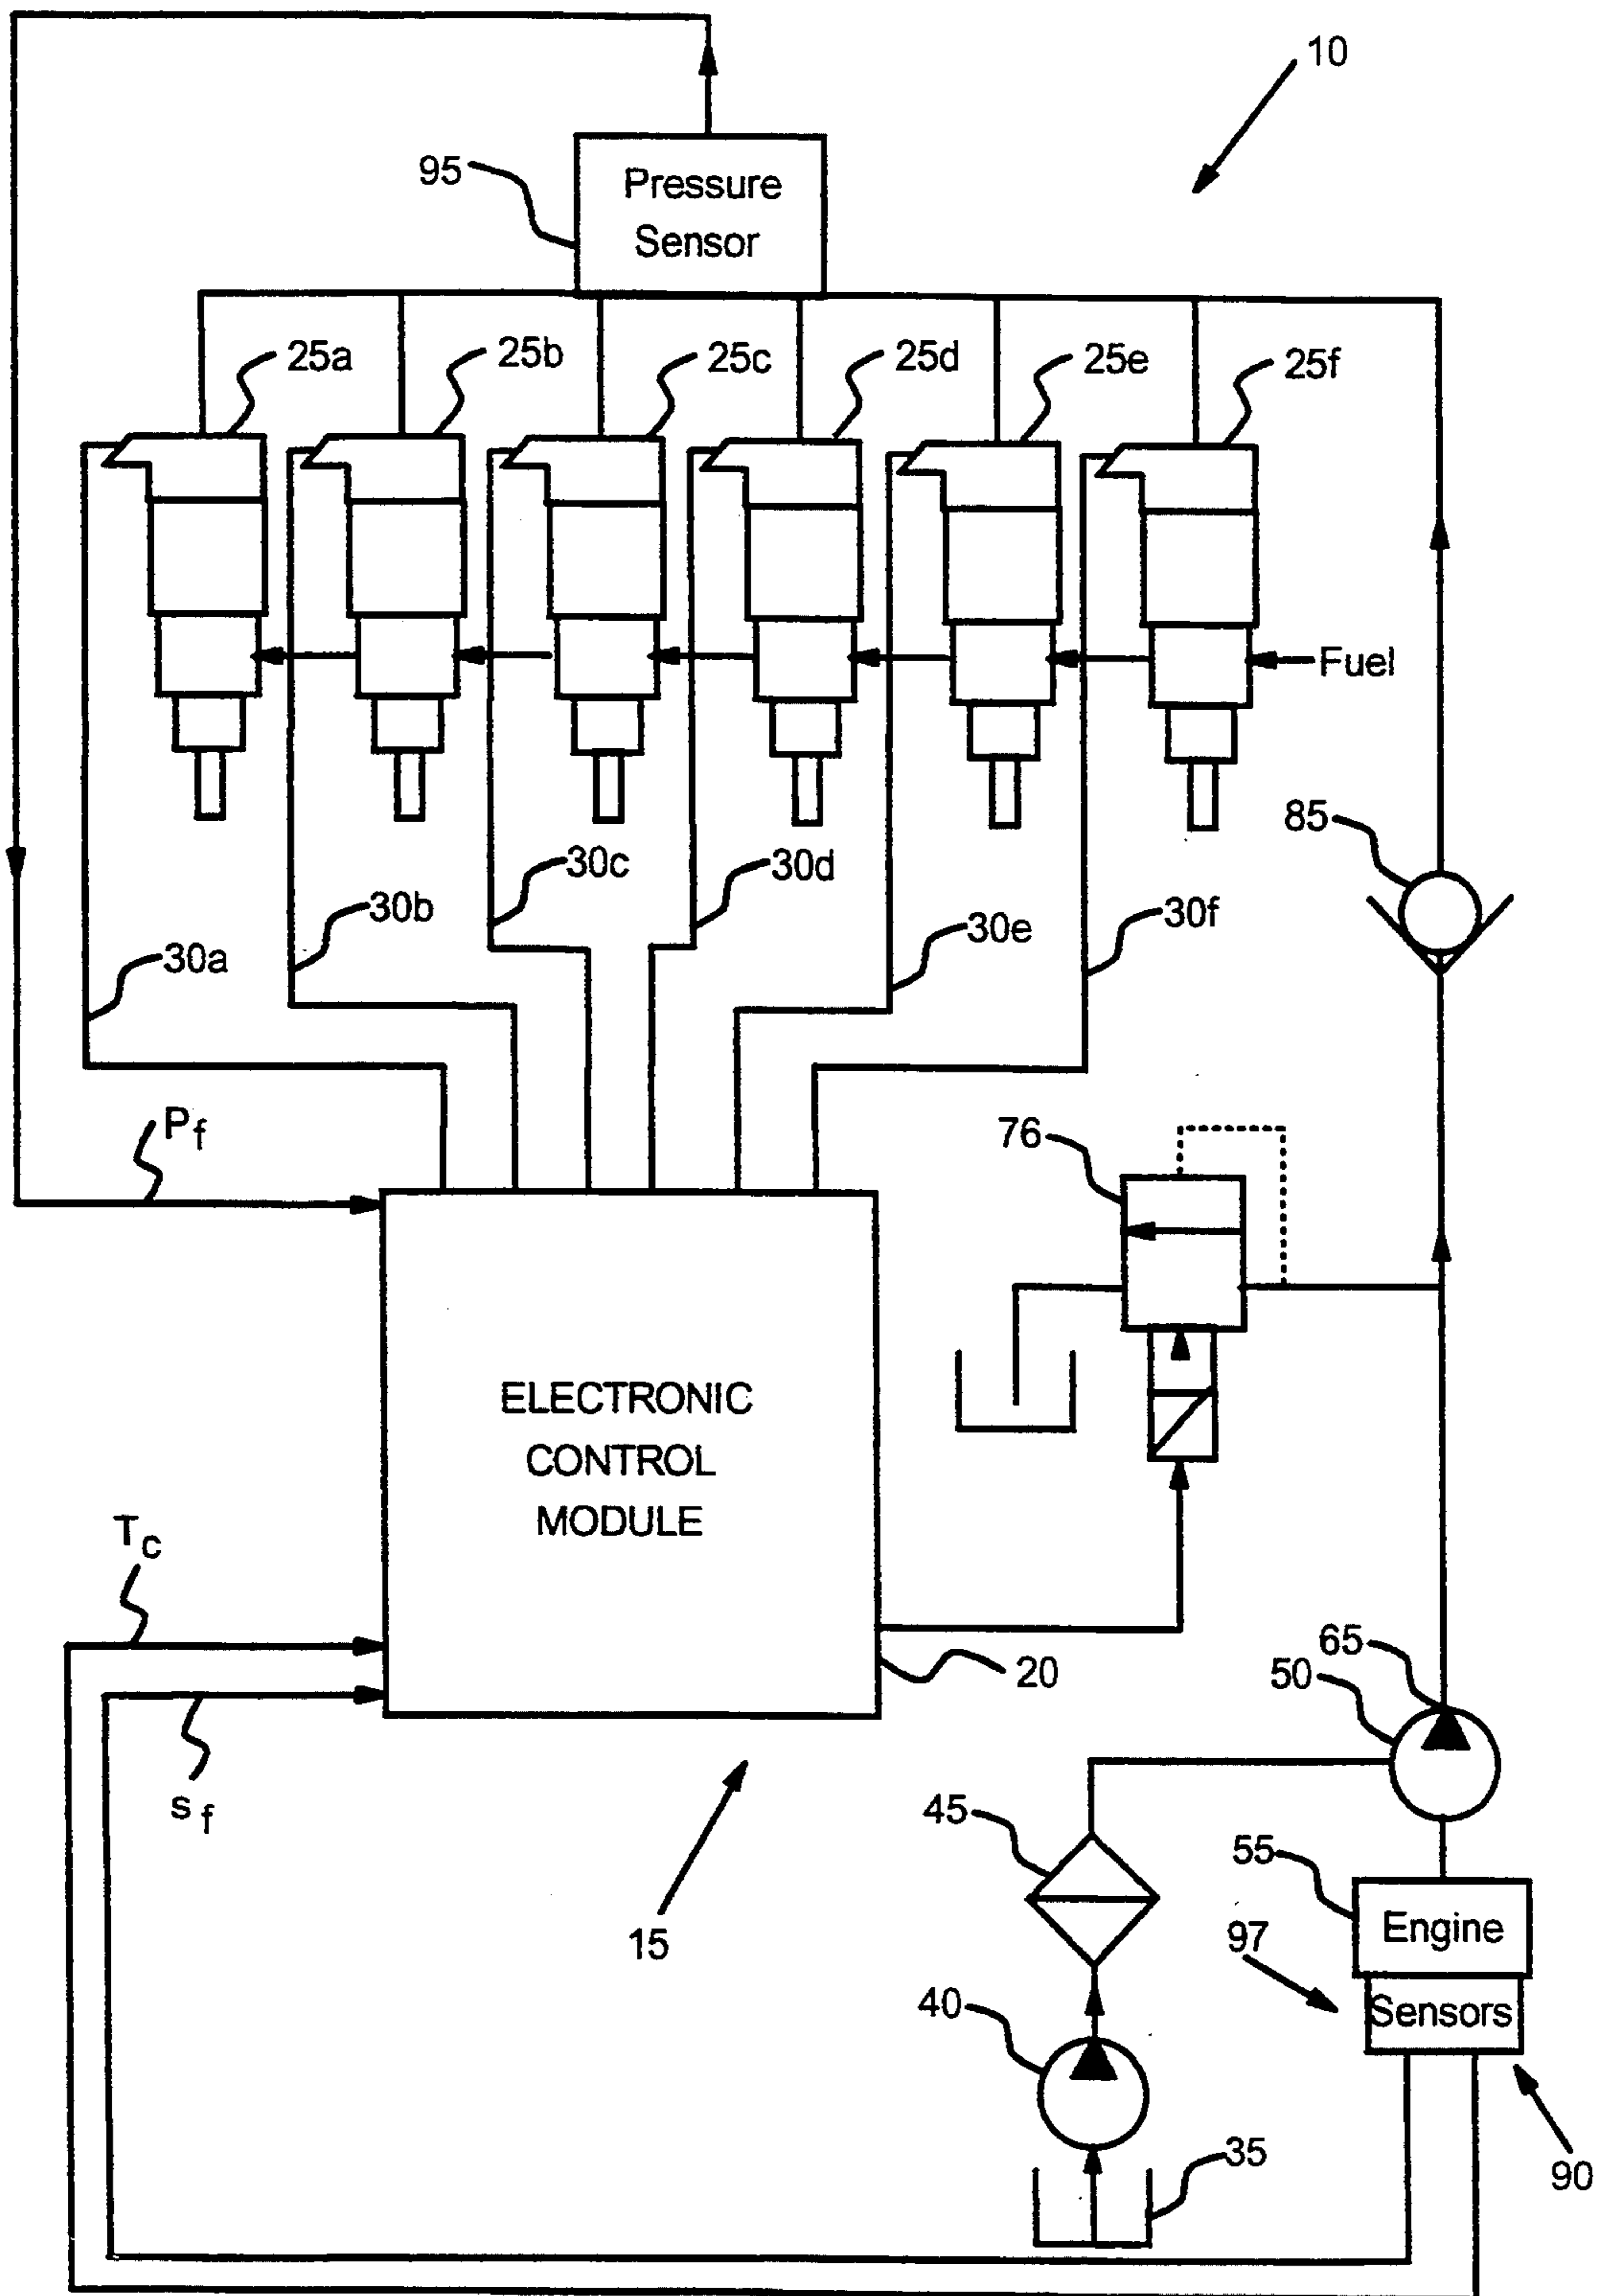 10
95
Pressure
Sensor
25a
25b
25c
25d
25e
25f
Fuel
85
30a
30b
30c
30d
30e
30f
Pf
76
ELECTRONIC
CONTROL
MODULE
Tc
sf
20
65
50
45
55
Engine
15
97
40
Sensors
35
90